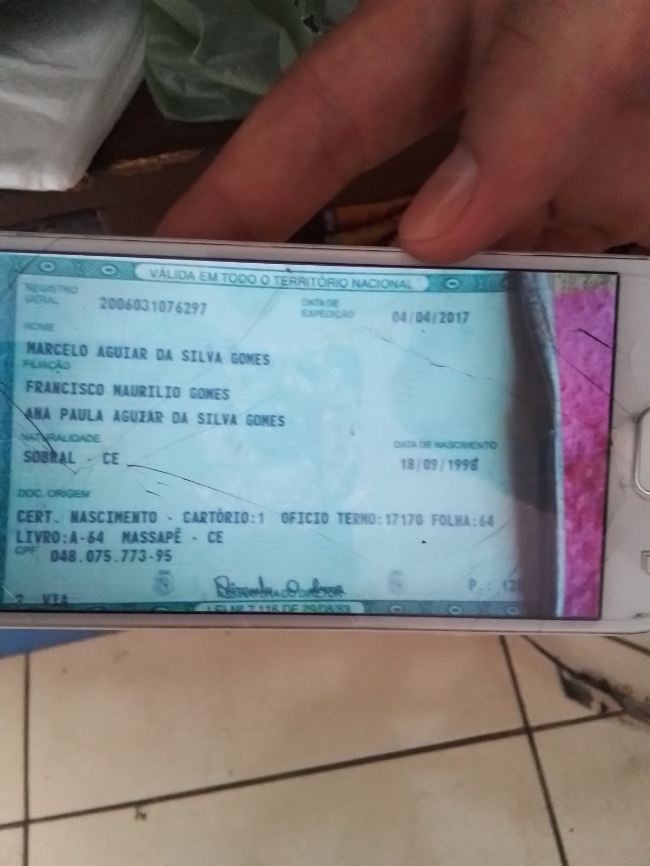 VÁLIDA EM TODO O TERRITÓRIO NACIONAL
REGISTRO GERAL 2006031076297 DATA DE EXPEDIÇÃO 04/04/2017
NOME
MARCELO AGUIAR DA SILVA GOMES
FILIAÇÃO
FRANCISCO MAURILIO GOMES
ANA PAULA AGUIAR DA SILVA GOMES
NATURALIDADE DATA DE NASCIMENTO
SOBRAL - CE 18/09/1998
DOC. ORIGEM
CERT. NASCIMENTO - CARTÓRIO:1 OFICIO TERMO:17170 FOLHA:64
LIVRO:A-64 MASSAPÊ - CE
CPF 048.075.773-95
2 VIA
LEI Nº 7.116 DE 29/08/83